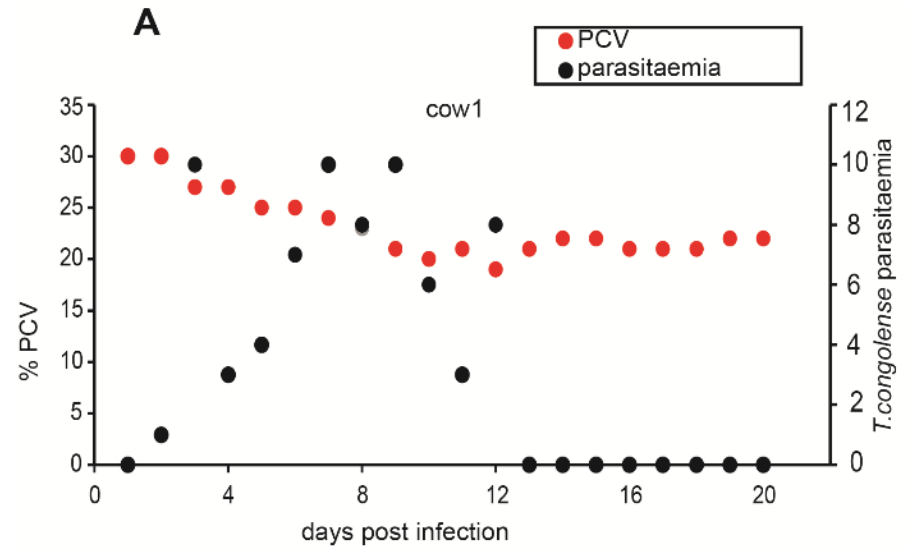 A
PCV
parasitaemia
cow1
35
30
25
20
15
10
5
0
% PCV
12
10
8
6
4
2
0
T.congolense parasitaemia
0 4 8 12 16 20
days post infection